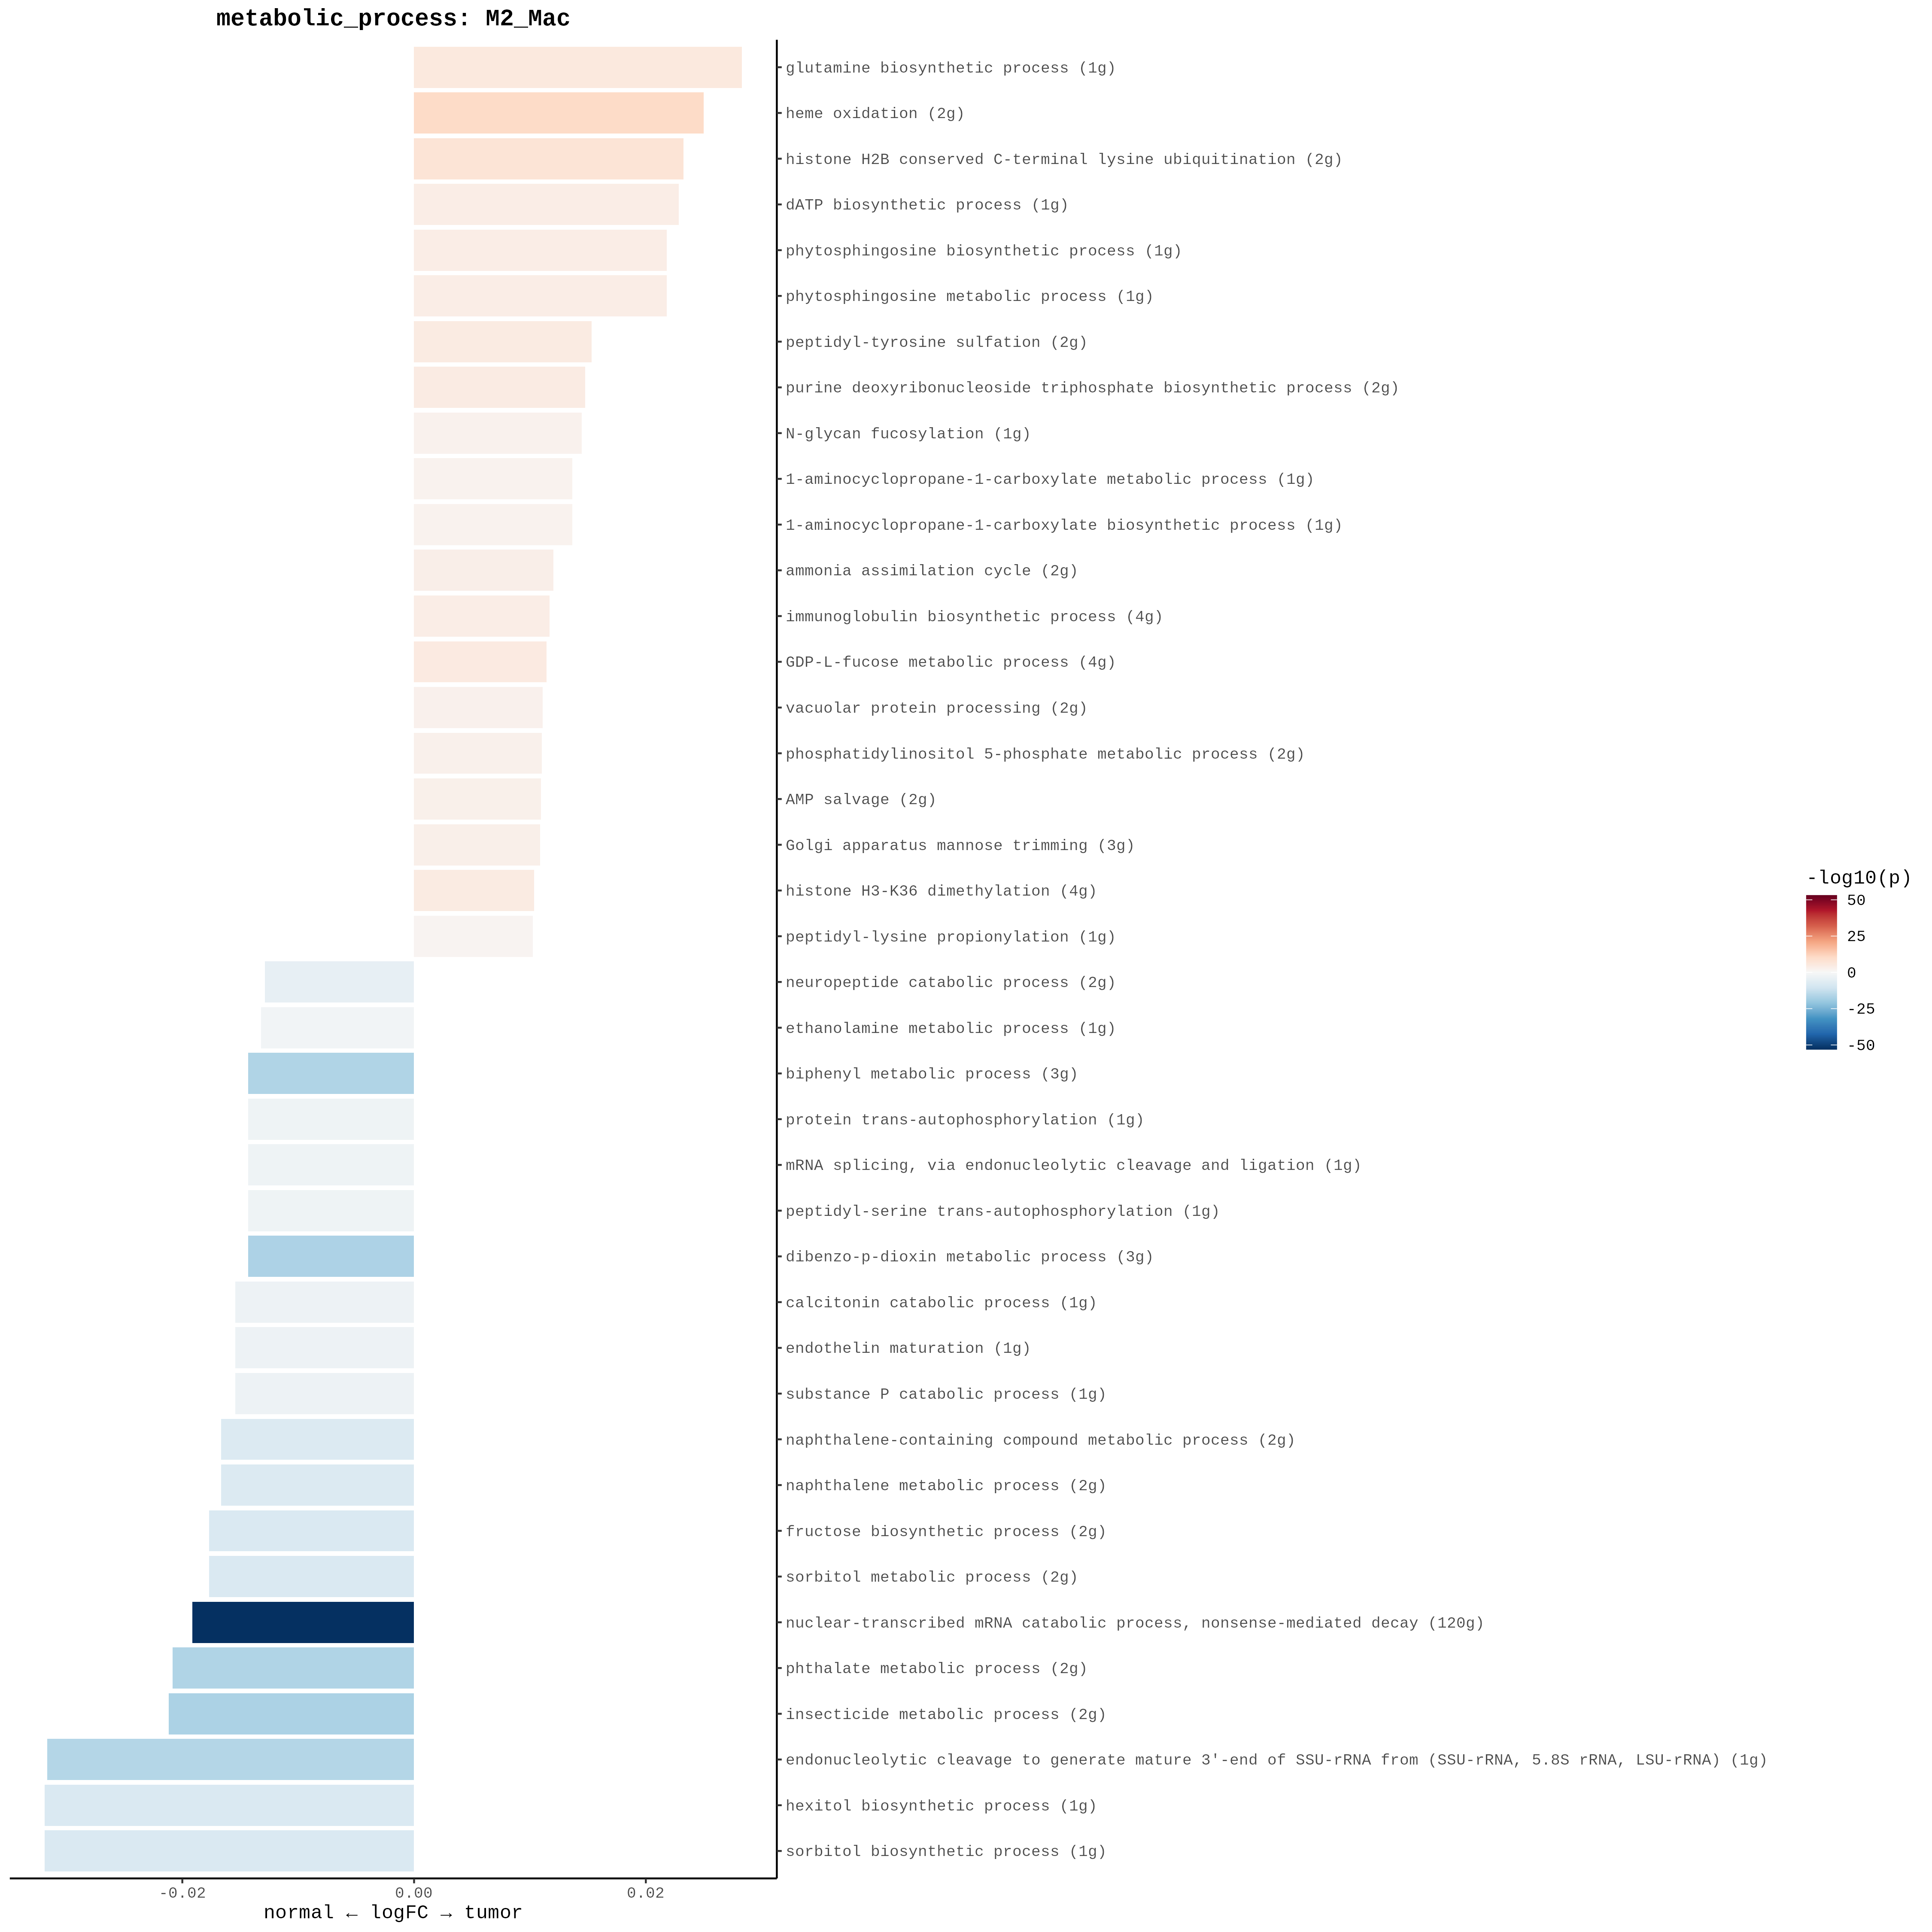 metabolic_process: M2_Mac
glutamine biosynthetic process (1g)
heme oxidation (2g)
histone H2B conserved C-terminal lysine ubiquitination (2g)
dATP biosynthetic process (1g)
phytosphingosine biosynthetic process (1g)
phytosphingosine metabolic process (1g)
peptidyl-tyrosine sulfation (2g)
purine deoxyribonucleoside triphosphate biosynthetic process (2g)
N-glycan fucosylation (1g)
1-aminocyclopropane-1-carboxylate metabolic process (1g)
1-aminocyclopropane-1-carboxylate biosynthetic process (1g)
ammonia assimilation cycle (2g)
immunoglobulin biosynthetic process (4g)
GDP-L-fucose metabolic process (4g)
vacuolar protein processing (2g)
phosphatidylinositol 5-phosphate metabolic process (2g)
AMP salvage (2g)
Golgi apparatus mannose trimming (3g)
histone H3-K36 dimethylation (4g)
peptidyl-lysine propionylation (1g)
neuropeptide catabolic process (2g)
ethanolamine metabolic process (1g)
biphenyl metabolic process (3g)
protein trans-autophosphorylation (1g)
mRNA splicing, via endonucleolytic cleavage and ligation (1g)
peptidyl-serine trans-autophosphorylation (1g)
dibenzo-p-dioxin metabolic process (3g)
calcitonin catabolic process (1g)
endothelin maturation (1g)
substance P catabolic process (1g)
naphthalene-containing compound metabolic process (2g)
naphthalene metabolic process (2g)
fructose biosynthetic process (2g)
sorbitol metabolic process (2g)
nuclear-transcribed mRNA catabolic process, nonsense-mediated decay (120g)
phthalate metabolic process (2g)
insecticide metabolic process (2g)
endonucleolytic cleavage to generate mature 3'-end of SSU-rRNA from (SSU-rRNA, 5.8S rRNA, LSU-rRNA) (1g)
hexitol biosynthetic process (1g)
sorbitol biosynthetic process (1g)
-0.02 0.00 0.02
normal ← logFC → tumor
-log10(p)
50
25
0
-25
-50